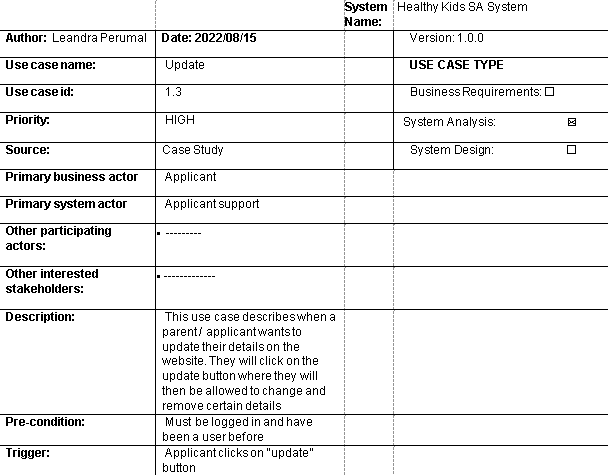 System Name: Healthy Kids SA System
Author: Leandra Perumal Date: 2022/08/15 Version: 1.0.0
Use case name: Update USE CASE TYPE
Use case id: 1.3 Business Requirements: ☐
Priority: HIGH System Analysis: ☒
Source: Case Study System Design: ☐
Primary business actor Applicant
Primary system actor Applicant support
Other participating
actors:
▪ ---------
Other interested
stakeholders:
▪ -------------
Description: This use case describes when a
parent / applicant wants to
update their details on the
website. They will click on the
update button where they will
then be allowed to change and
remove certain details
Pre-condition: Must be logged in and have
been a user before
Trigger: Applicant clicks on "update"
button